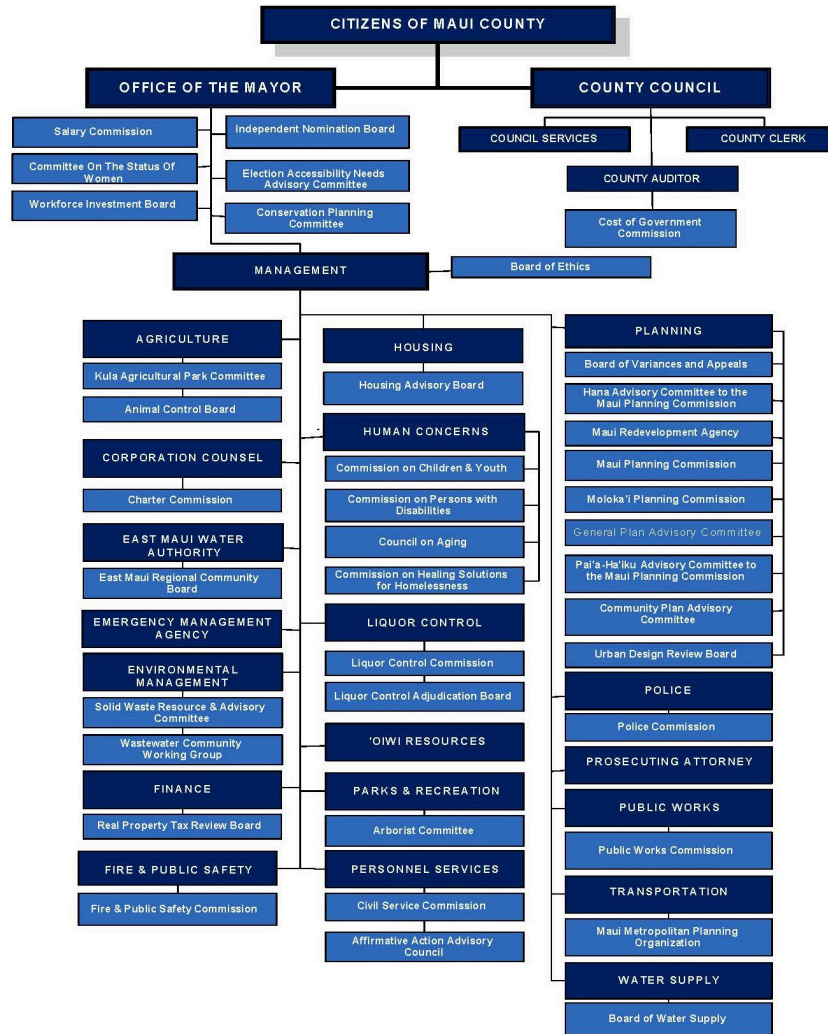 CITIZENS OF MAUI COUNTY
OFFICE OF THE MAYOR
COUNTY COUNCIL
Salary Commission
Independent Nomination Board
Committee On The Status Of
Women
Election Accessibility Needs
Advisory Committee
Workforce Investment Board
Conservation Planning
Committee
COUNCIL SERVICES
COUNTY CLERK
COUNTY AUDITOR
Cost of Government
Commission
MANAGEMENT
Board of Ethics
AGRICULTURE
Kula Agricultural Park Committee
Animal Control Board
CORPORATION COUNSEL
Charter Commission
EAST MAUI WATER
AUTHORITY
East Maui Regional Community
Board
EMERGENCY MANAGEMENT
AGENCY
ENVIRONMENTAL
MANAGEMENT
Solid Waste Resource & Advisory
Committee
Wastewater Community
Working Group
FINANCE
Real Property Tax Review Board
FIRE & PUBLIC SAFETY
Fire & Public Safety Commission
HOUSING
Housing Advisory Board
HUMAN CONCERNS
Commission on Children & Youth
Commission on Persons with
Disabilities
Council on Aging
Commission on Healing Solutions
for Homelessness
LIQUOR CONTROL
Liquor Control Commission
Liquor Control Adjudication Board
'OIWI RESOURCES
PARKS & RECREATION
Arborist Committee
PERSONNEL SERVICES
Civil Service Commission
Affirmative Action Advisory
Council
PLANNING
Board of Variances and Appeals
Hana Advisory Committee to the
Maui Planning Commission
Maui Redevelopment Agency
Maui Planning Commission
Moloka'i Planning Commission
General Plan Advisory Committee
Pai'a-Ha'iku Advisory Committee to
the Maui Planning Commission
Community Plan Advisory
Committee
Urban Design Review Board
POLICE
Police Commission
PROSECUTING ATTORNEY
PUBLIC WORKS
Public Works Commission
TRANSPORTATION
Maui Metropolitan Planning
Organization
WATER SUPPLY
Board of Water Supply